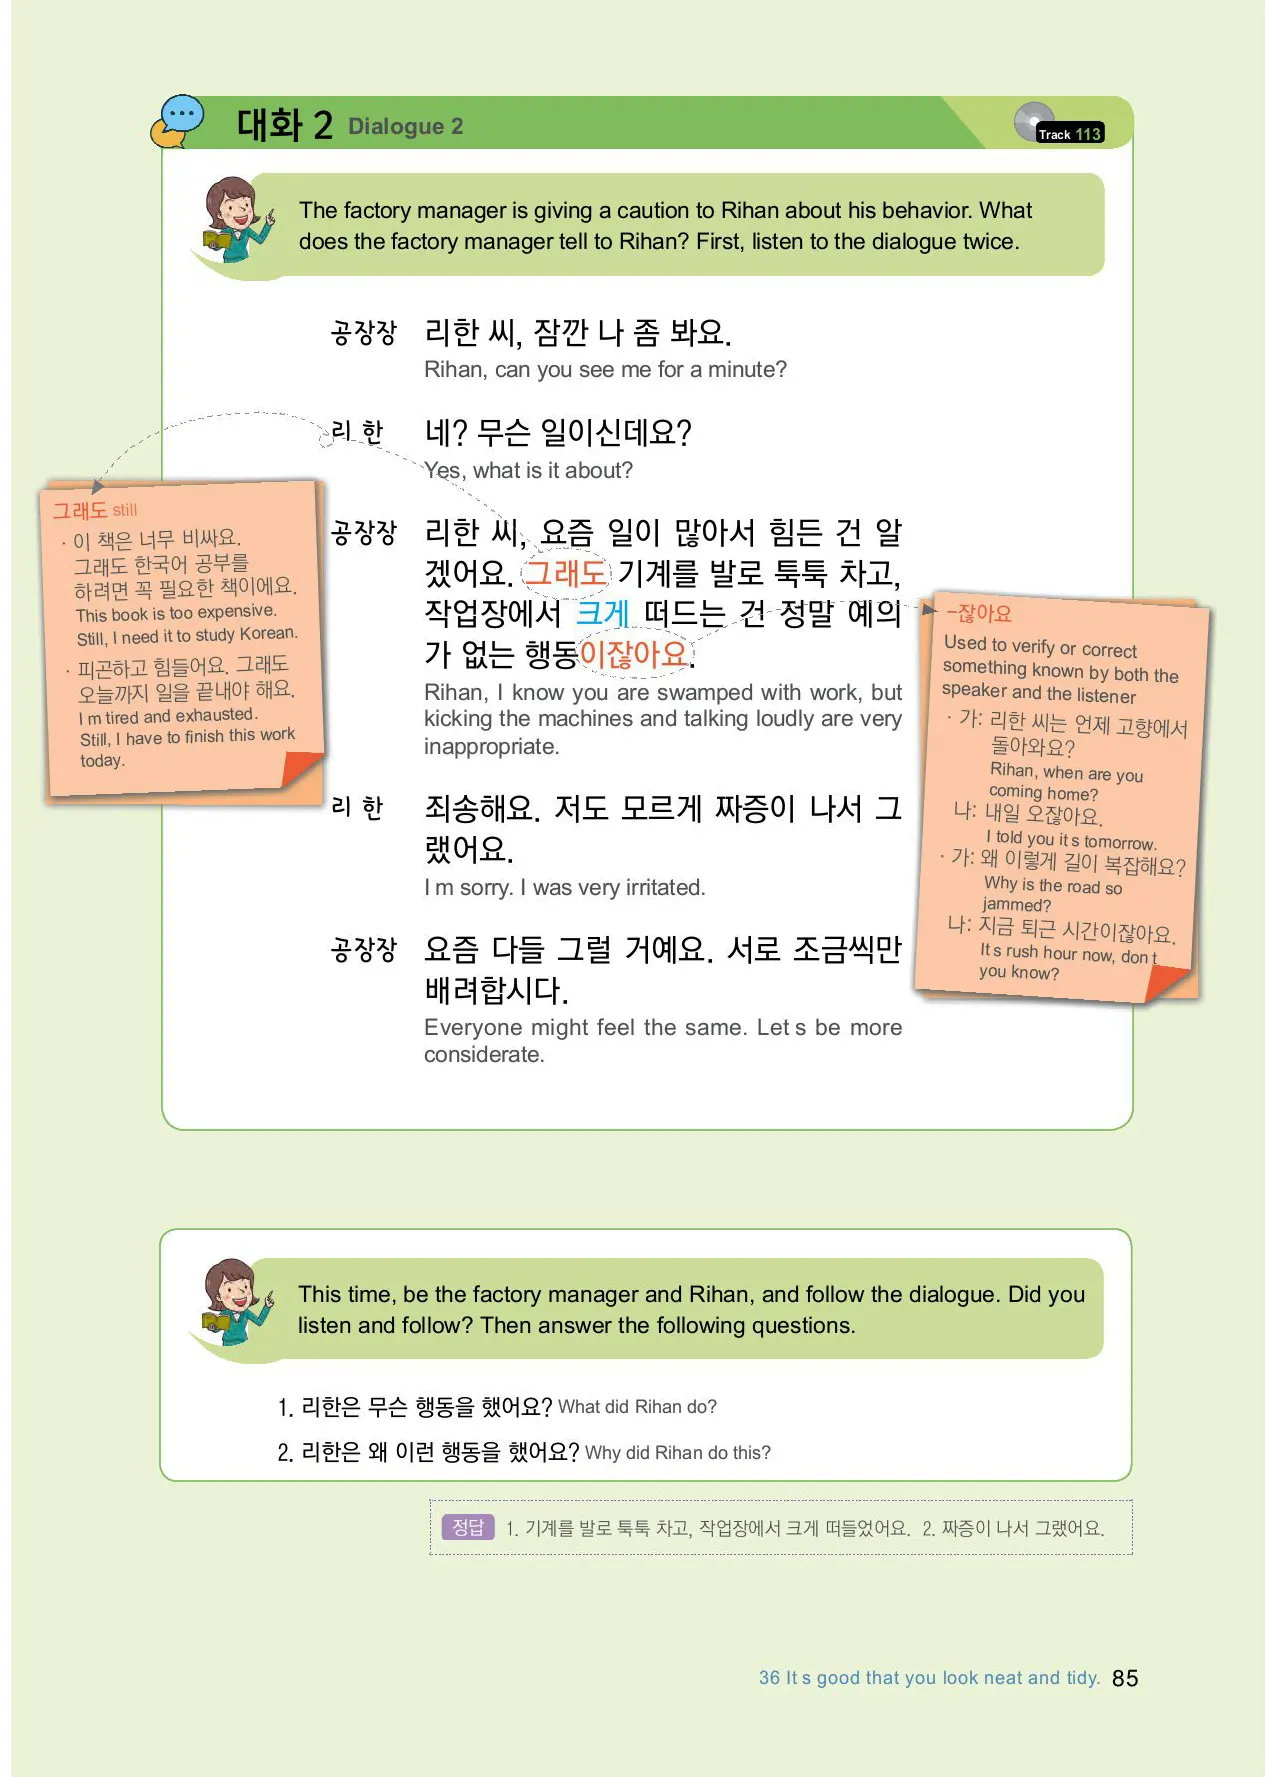 대화 2 Dialogue 2
Track 113
The factory manager is giving a caution to Rihan about his behavior. What
does the factory manager tell to Rihan? First, listen to the dialogue twice.
공장장 리한 씨, 잠깐 나 좀 봐요.
Rihan, can you see me for a minute?
리 한 네? 무슨 일이신데요?
Yes, what is it about?
공장장 리한 씨, 요즘 일이 많아서 힘든 건 알
겠어요. 그래도 기계를 발로 툭툭 차고,
작업장에서 크게 떠드는 건 정말 예의
가 없는 행동이잖아요.
Rihan, I know you are swamped with work, but
kicking the machines and talking loudly are very
inappropriate.
리 한 죄송해요. 저도 모르게 짜증이 나서 그
랬어요.
I m sorry. I was very irritated.
공장장 요즘 다들 그럴 거예요. 서로 조금씩만
배려합시다.
Everyone might feel the same. Let s be more
considerate.
그래도 still
· 이 책은 너무 비싸요.
그래도 한국어 공부를
하려면 꼭 필요한 책이에요.
This book is too expensive.
Still, I need it to study Korean.
· 피곤하고 힘들어요. 그래도
오늘까지 일을 끝내야 해요.
I m tired and exhausted.
Still, I have to finish this work
today.
-잖아요
Used to verify or correct
something known by both the
speaker and the listener
· 가: 리한 씨는 언제 고향에서
돌아와요?
Rihan, when are you
coming home?
나: 내일 오잖아요.
I told you it s tomorrow.
· 가: 왜 이렇게 길이 복잡해요?
Why is the road so
jammed?
나: 지금 퇴근 시간이잖아요.
It s rush hour now, don t
you know?
This time, be the factory manager and Rihan, and follow the dialogue. Did you
listen and follow? Then answer the following questions.
1. 리한은 무슨 행동을 했어요? What did Rihan do?
2. 리한은 왜 이런 행동을 했어요? Why did Rihan do this?
정답 1. 기계를 발로 툭툭 차고, 작업장에서 크게 떠들었어요. 2. 짜증이 나서 그랬어요.
36 It s good that you look neat and tidy. 85